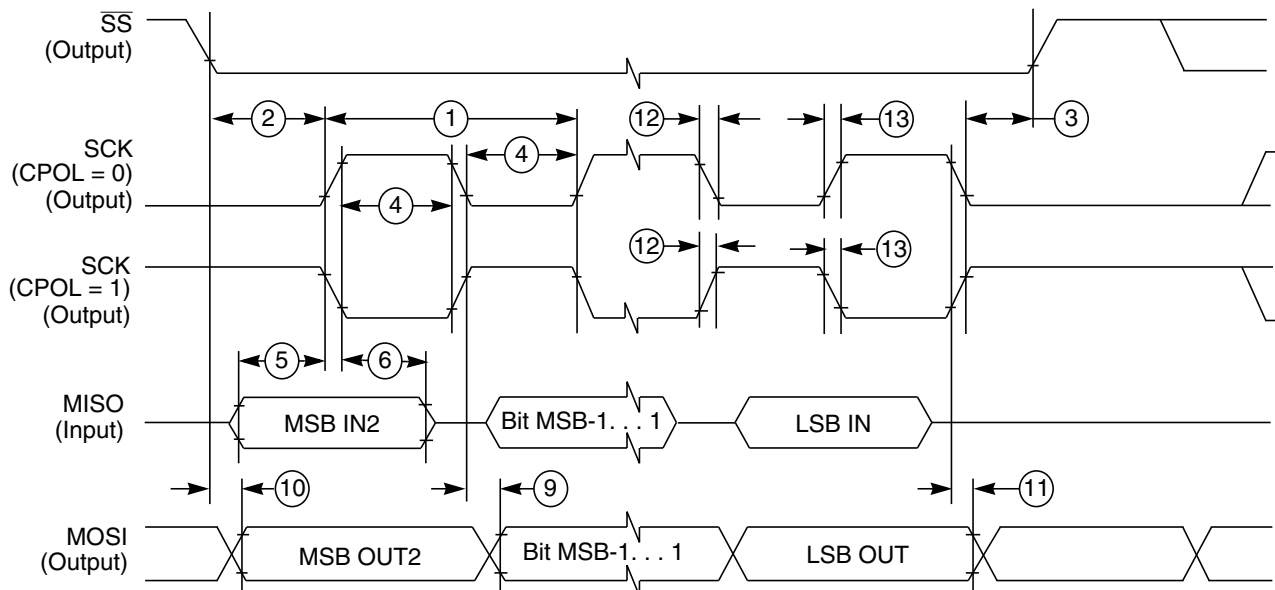 SS
(Output)
2
1
12
13
3
SCK
(CPOL = 0)
(Output)
4
4
12
13
SCK
(CPOL = 1)
(Output)
5
6
MISO
(Input)
MSB IN2
Bit MSB-1. . . 1
LSB IN
10
9
11
MOSI
(Output)
MSB OUT2
Bit MSB-1. . . 1
LSB OUT